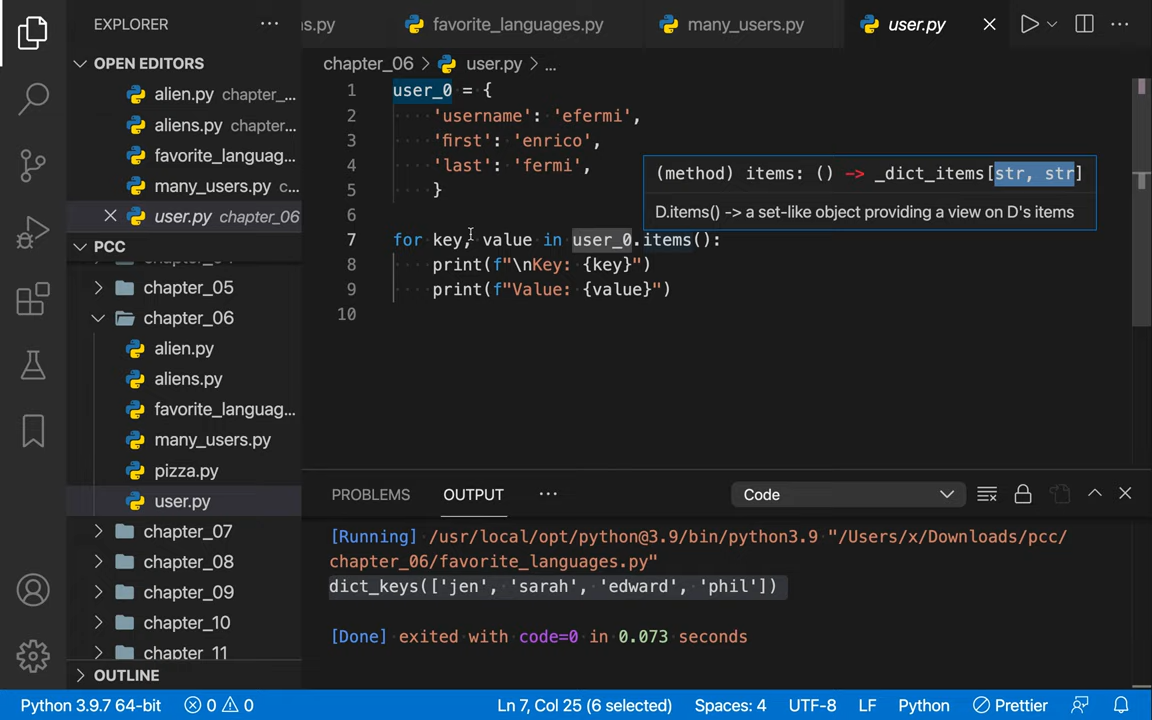 EXPLORER
OPEN EDITORS
alien.py chapter_...
aliens.py chapter...
favorite_languag...
many_users.py c...
user.py chapter_06
PCC
chapter_05
chapter_06
alien.py
aliens.py
favorite_languag...
many_users.py
pizza.py
user.py
chapter_07
chapter_08
chapter_09
chapter_10
chapter_11
OUTLINE
ns.py favorite_languages.py many_users.py user.py
chapter_06 > user.py > ...
1 user_0 = {
2 'username': 'efermi',
3 'first': 'enrico',
4 'last': 'fermi',
5 }
6
7 for key, value in user_0.items():
8 print(f"\nKey: {key}")
9 print(f"Value: {value}")
10
(method) items: () -> _dict_items[str, str]
D.items() -> a set-like object providing a view on D's items
PROBLEMS OUTPUT ... Code
[Running] /usr/local/opt/python@3.9/bin/python3.9 "/Users/x/Downloads/pcc/
chapter_06/favorite_languages.py"
dict_keys(['jen', 'sarah', 'edward', 'phil'])
[Done] exited with code=0 in 0.073 seconds
Python 3.9.7 64-bit 0 0 Ln 7, Col 25 (6 selected) Spaces: 4 UTF-8 LF Python Prettier